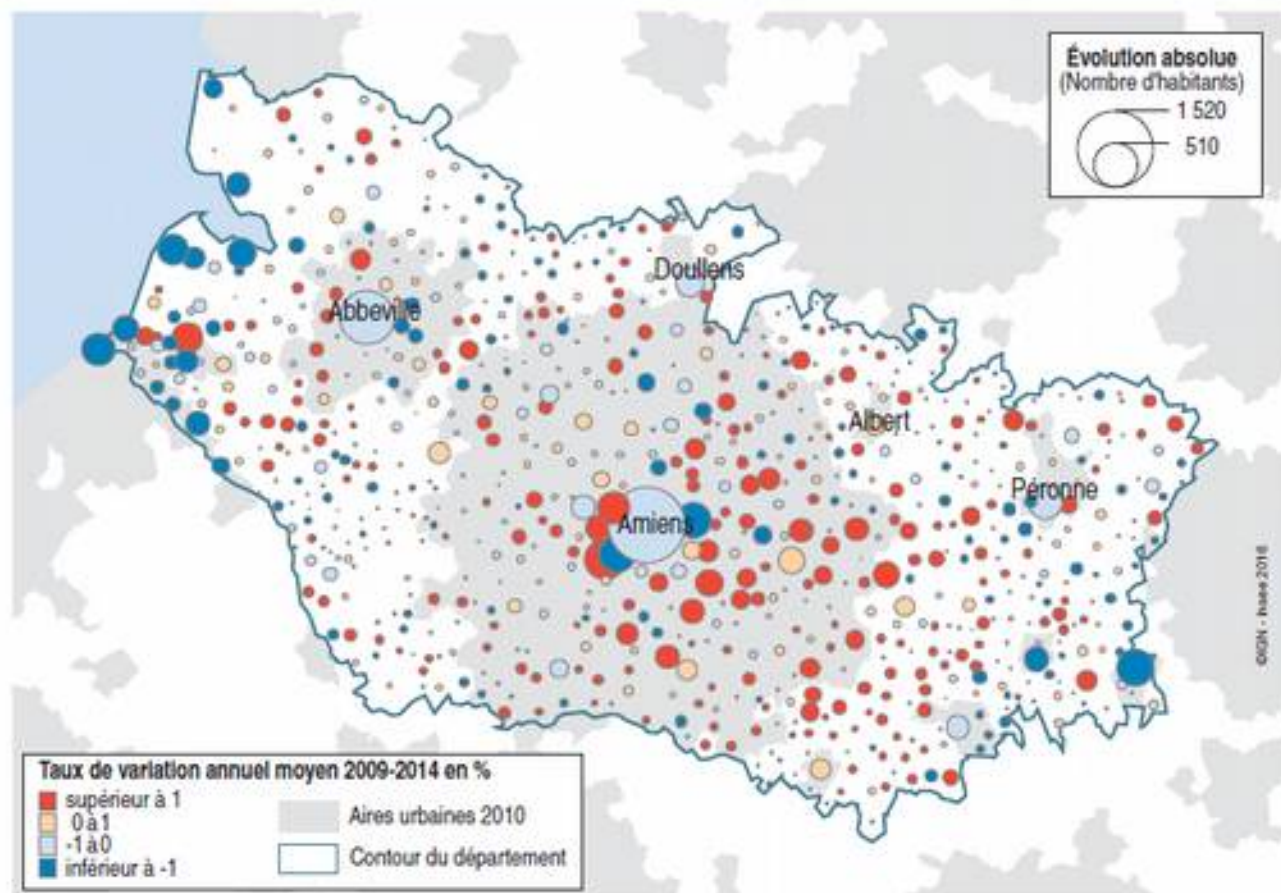 Évolution absolue
(Nombre d'habitants)
1 520
510
Doullens
Abbeville
Albert
Péronne
Amiens
©IGN - Insee 2016
Taux de variation annuel moyen 2009-2014 en %
supérieur à 1
0 à 1
-1 à 0
inférieur à -1
Aires urbaines 2010
Contour du département